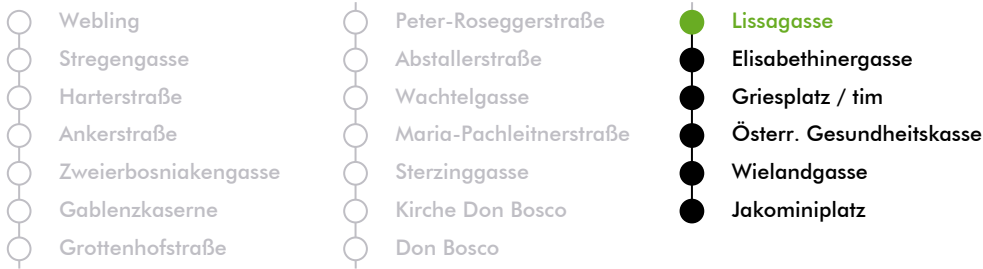 Webling
Stregengasse
Harterstraße
Ankerstraße
Zweierbosniakengasse
Gablenzkaserne
Grottenhofstraße
Peter-Roseggerstraße
Abstallerstraße
Wachtelgasse
Maria-Pachleitnerstraße
Sterzinggasse
Kirche Don Bosco
Don Bosco
Lissagasse
Elisabethinergasse
Griesplatz / tim
Österr. Gesundheitskasse
Wielandgasse
Jakominiplatz